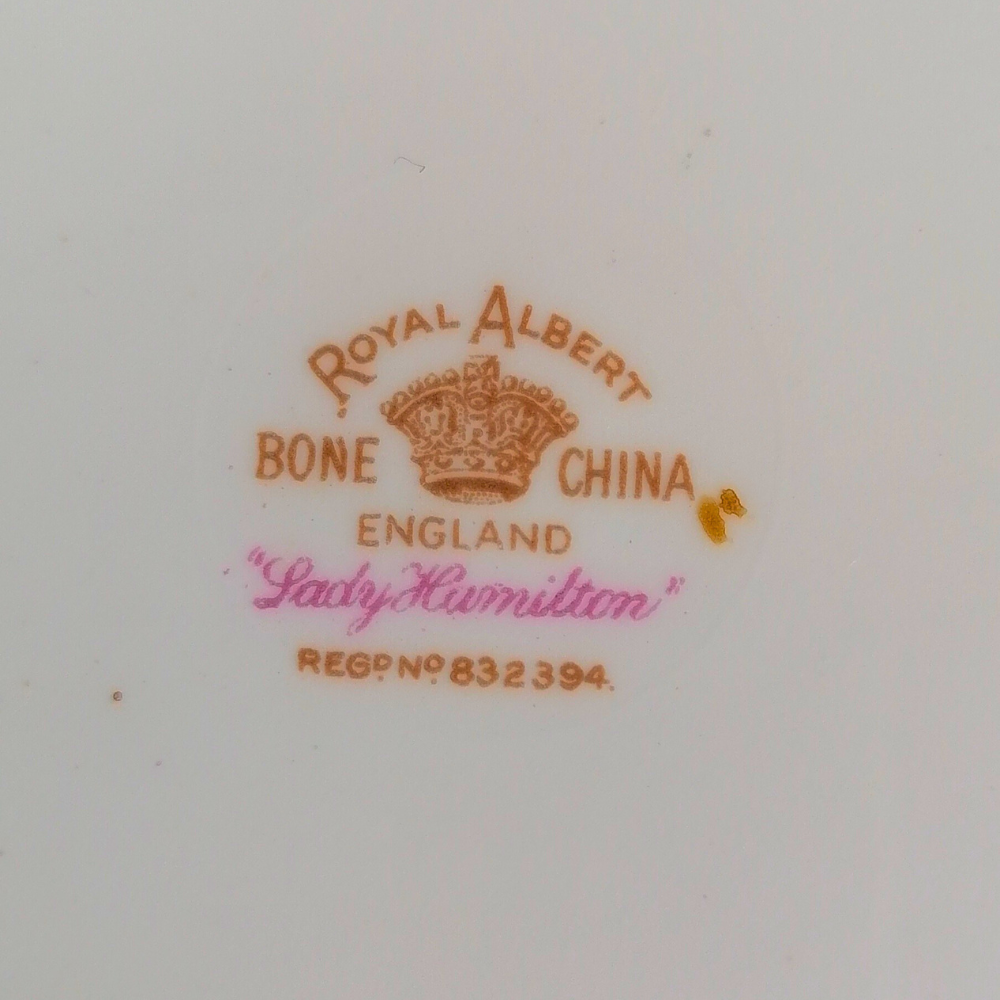 ROYAL ALBERT
BONE CHINA
ENGLAND
"Lady Hamilton"
REGD. NO 832394.